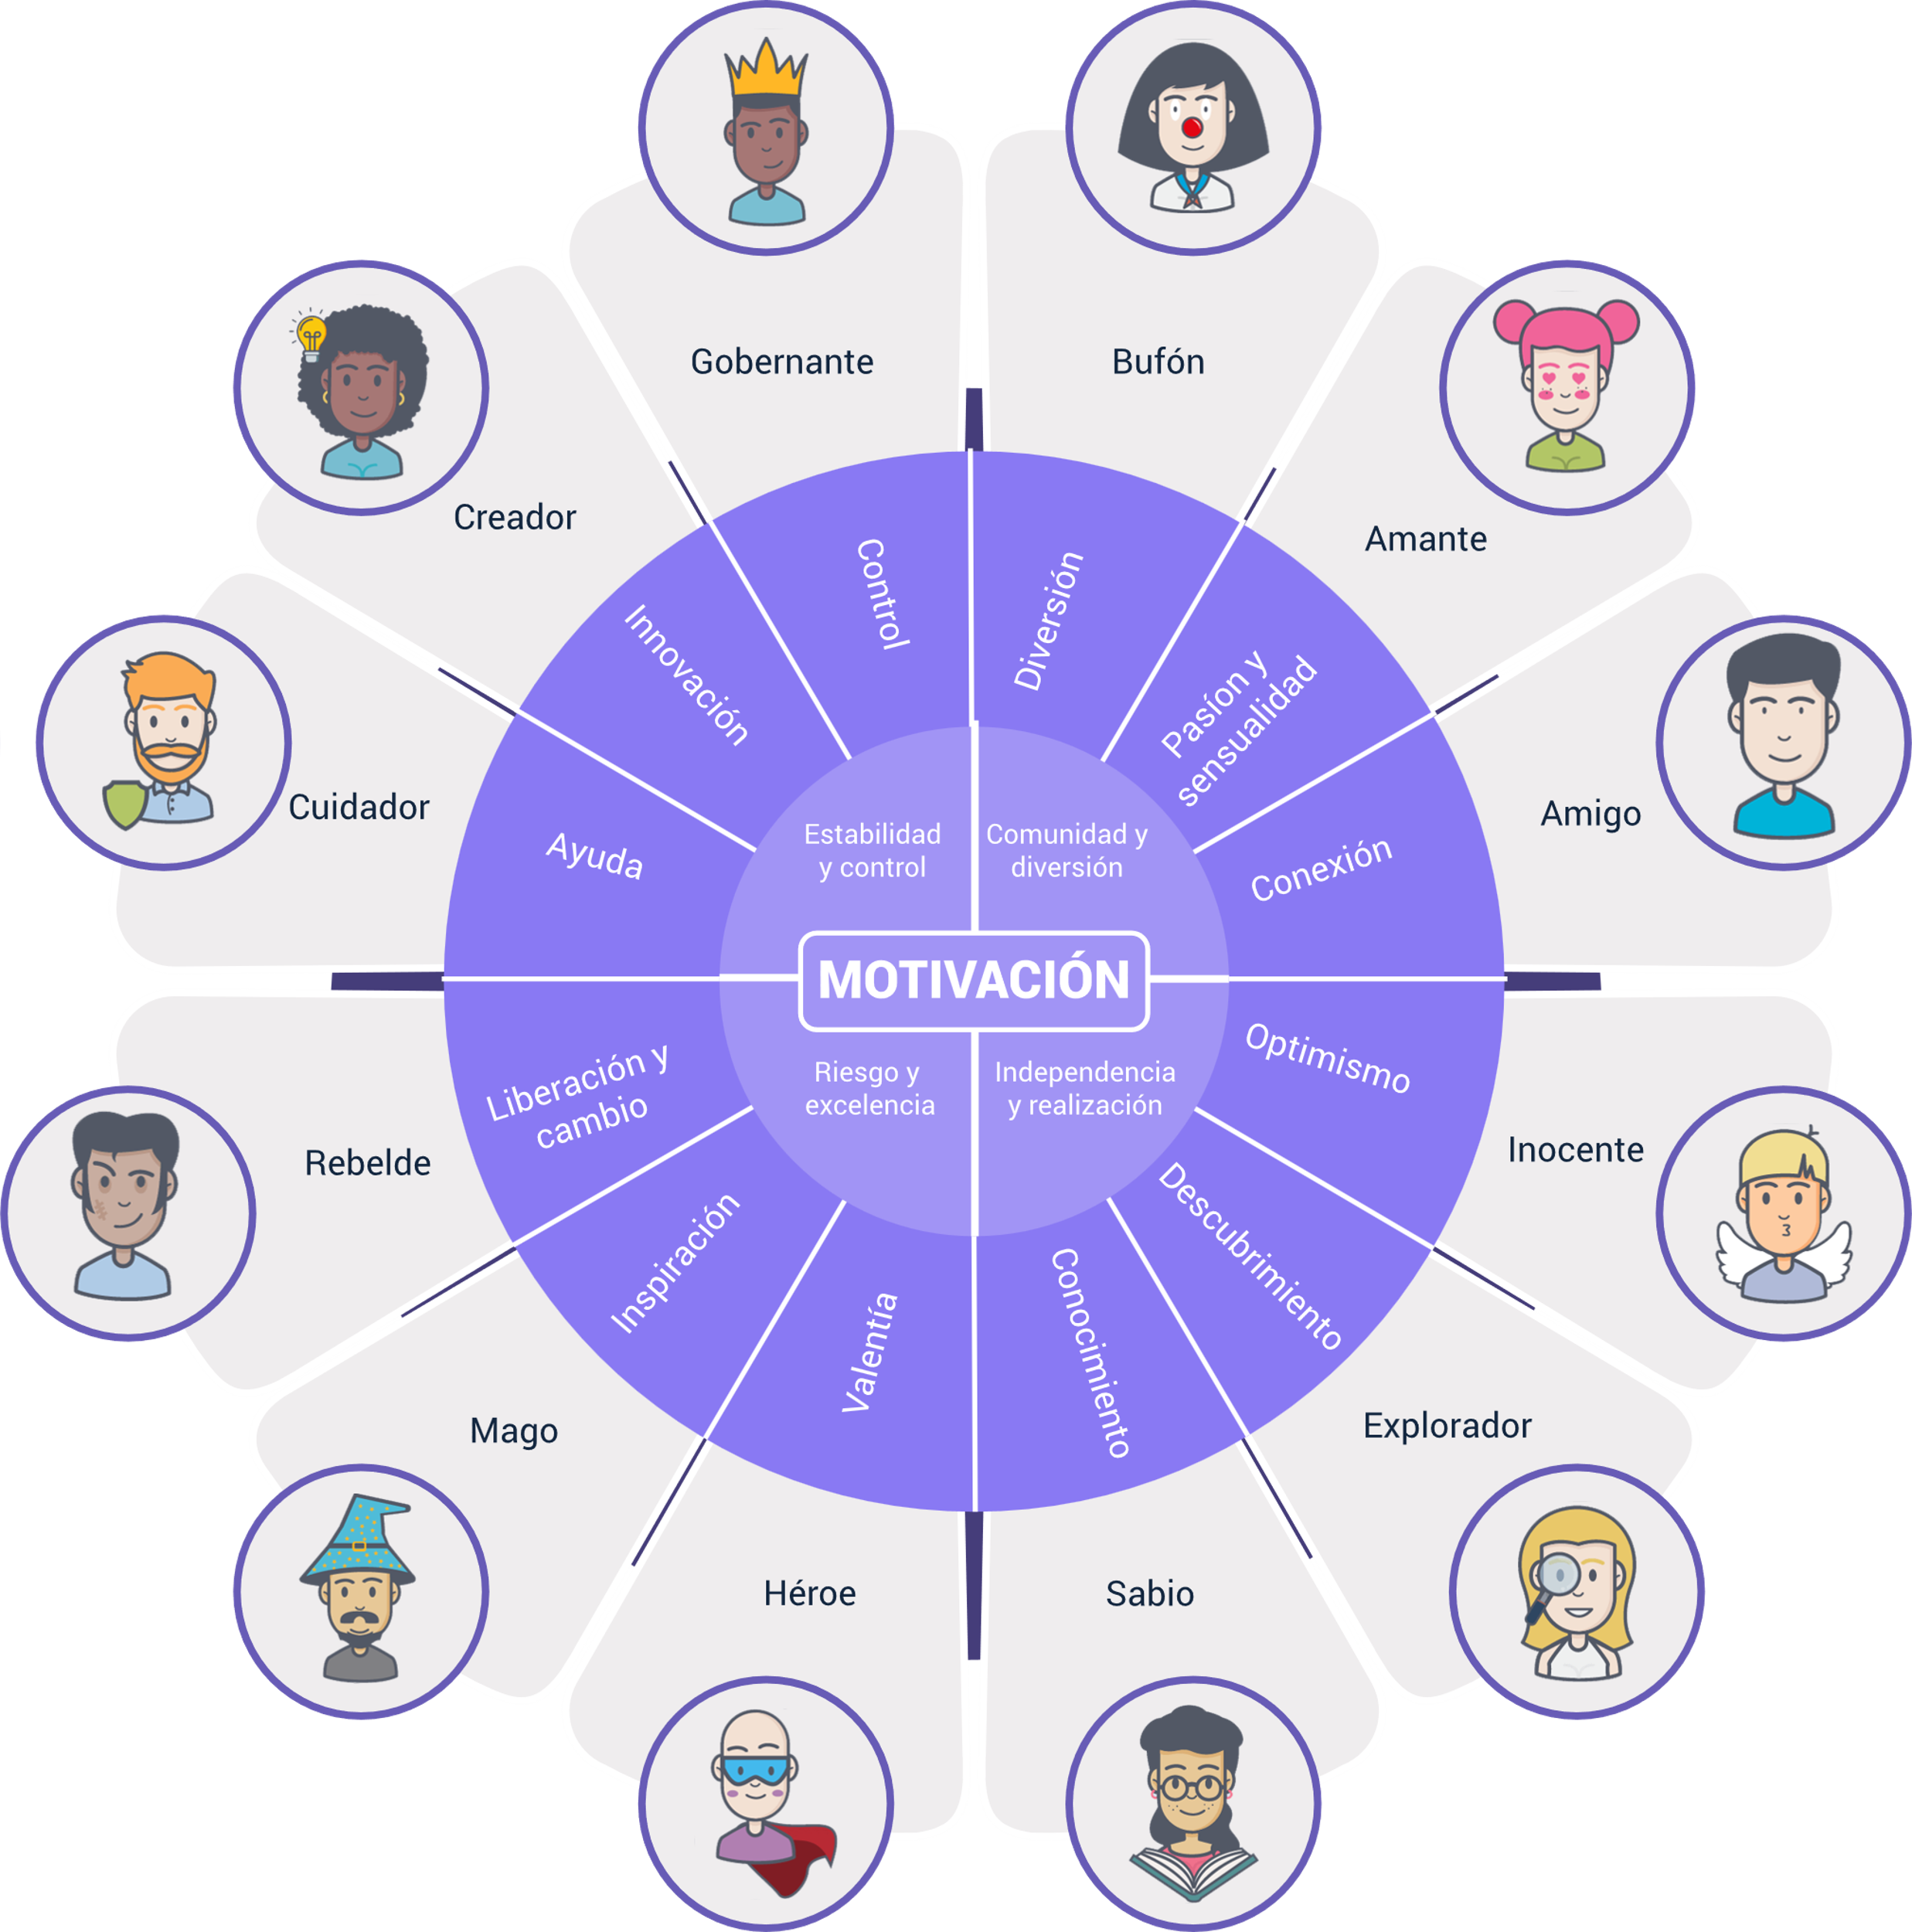 Gobernante
Bufón
Creador
Amante
Cuidador
Amigo
Control
Diversión
Innovación
Pasión y
sensualidad
Ayuda
Conexión
Estabilidad
y control
Comunidad y
diversión
MOTIVACIÓN
Riesgo y
excelencia
Independencia
y realización
Liberación y
cambio
Optimismo
Rebelde
Inocente
Inspiración
Descubrimiento
Valentía
Conocimiento
Mago
Explorador
Héroe
Sabio